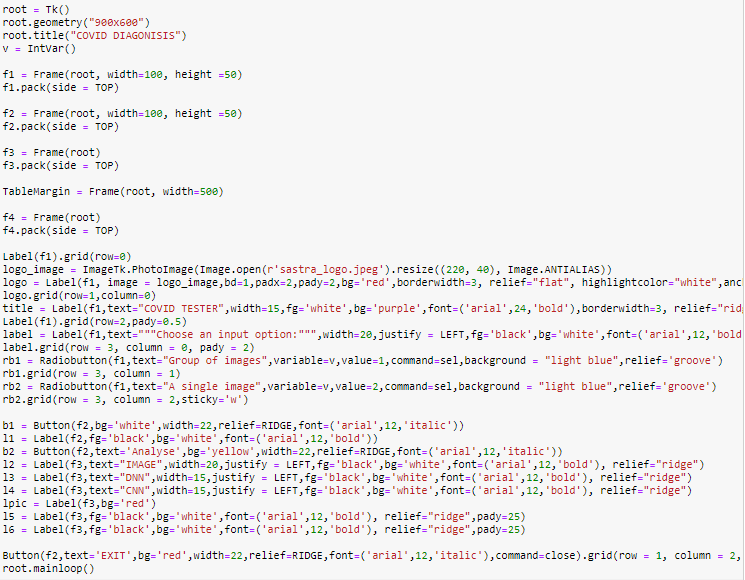 root = Tk()
root.geometry("900x600")
root.title("COVID DIAGONISIS")
v = IntVar()
f1 = Frame(root, width=100, height =50)
f1.pack(side = TOP)
f2 = Frame(root, width=100, height =50)
f2.pack(side = TOP)
f3 = Frame(root)
f3.pack(side = TOP)
TableMargin = Frame(root, width=500)
f4 = Frame(root)
f4.pack(side = TOP)
Label(f1).grid(row=0)
logo_image = ImageTk.PhotoImage(Image.open(r'sastra_logo.jpeg').resize((220, 40), Image.ANTIALIAS))
logo = Label(f1, image = logo_image,bd=1,padx=2,pady=2,bg='red',borderwidth=3, relief="flat", highlightcolor="white",anc
logo.grid(row=1,column=0)
title = Label(f1,text="COVID TESTER",width=15,fg='white',bg='purple',font=('arial',24,'bold'),borderwidth=3, relief="rid
Label(f1).grid(row=2,pady=0.5)
label = Label(f1,text="""Choose an input option:""",width=20,justify = LEFT,fg='black',bg='white',font=('arial',12,'bold
label.grid(row = 3, column = 0, pady = 2)
rb1 = Radiobutton(f1,text="Group of images",variable=v,value=1,command=sel,background = "light blue",relief='groove')
rb1.grid(row = 3, column = 1)
rb2 = Radiobutton(f1,text="A single image",variable=v,value=2,command=sel,background = "light blue",relief='groove')
rb2.grid(row = 3, column = 2,sticky='w')
b1 = Button(f2,bg='white',width=22,relief=RIDGE,font=('arial',12,'italic'))
l1 = Label(f2,fg='black',bg='white',font=('arial',12,'bold'))
b2 = Button(f2,text='Analyse',bg='yellow',width=22,relief=RIDGE,font=('arial',12,'italic'))
l2 = Label(f3,text="IMAGE",width=20,justify = LEFT,fg='black',bg='white',font=('arial',12,'bold'), relief="ridge")
l3 = Label(f3,text="DNN",width=15,justify = LEFT,fg='black',bg='white',font=('arial',12,'bold'), relief="ridge")
l4 = Label(f3,text="CNN",width=15,justify = LEFT,fg='black',bg='white',font=('arial',12,'bold'), relief="ridge")
lpic = Label(f3,bg='red')
l5 = Label(f3,fg='black',bg='white',font=('arial',12,'bold'), relief="ridge",pady=25)
l6 = Label(f3,fg='black',bg='white',font=('arial',12,'bold'), relief="ridge",pady=25)
Button(f2,text='EXIT',bg='red',width=22,relief=RIDGE,font=('arial',12,'italic'),command=close).grid(row = 1, column = 2,
root.mainloop()